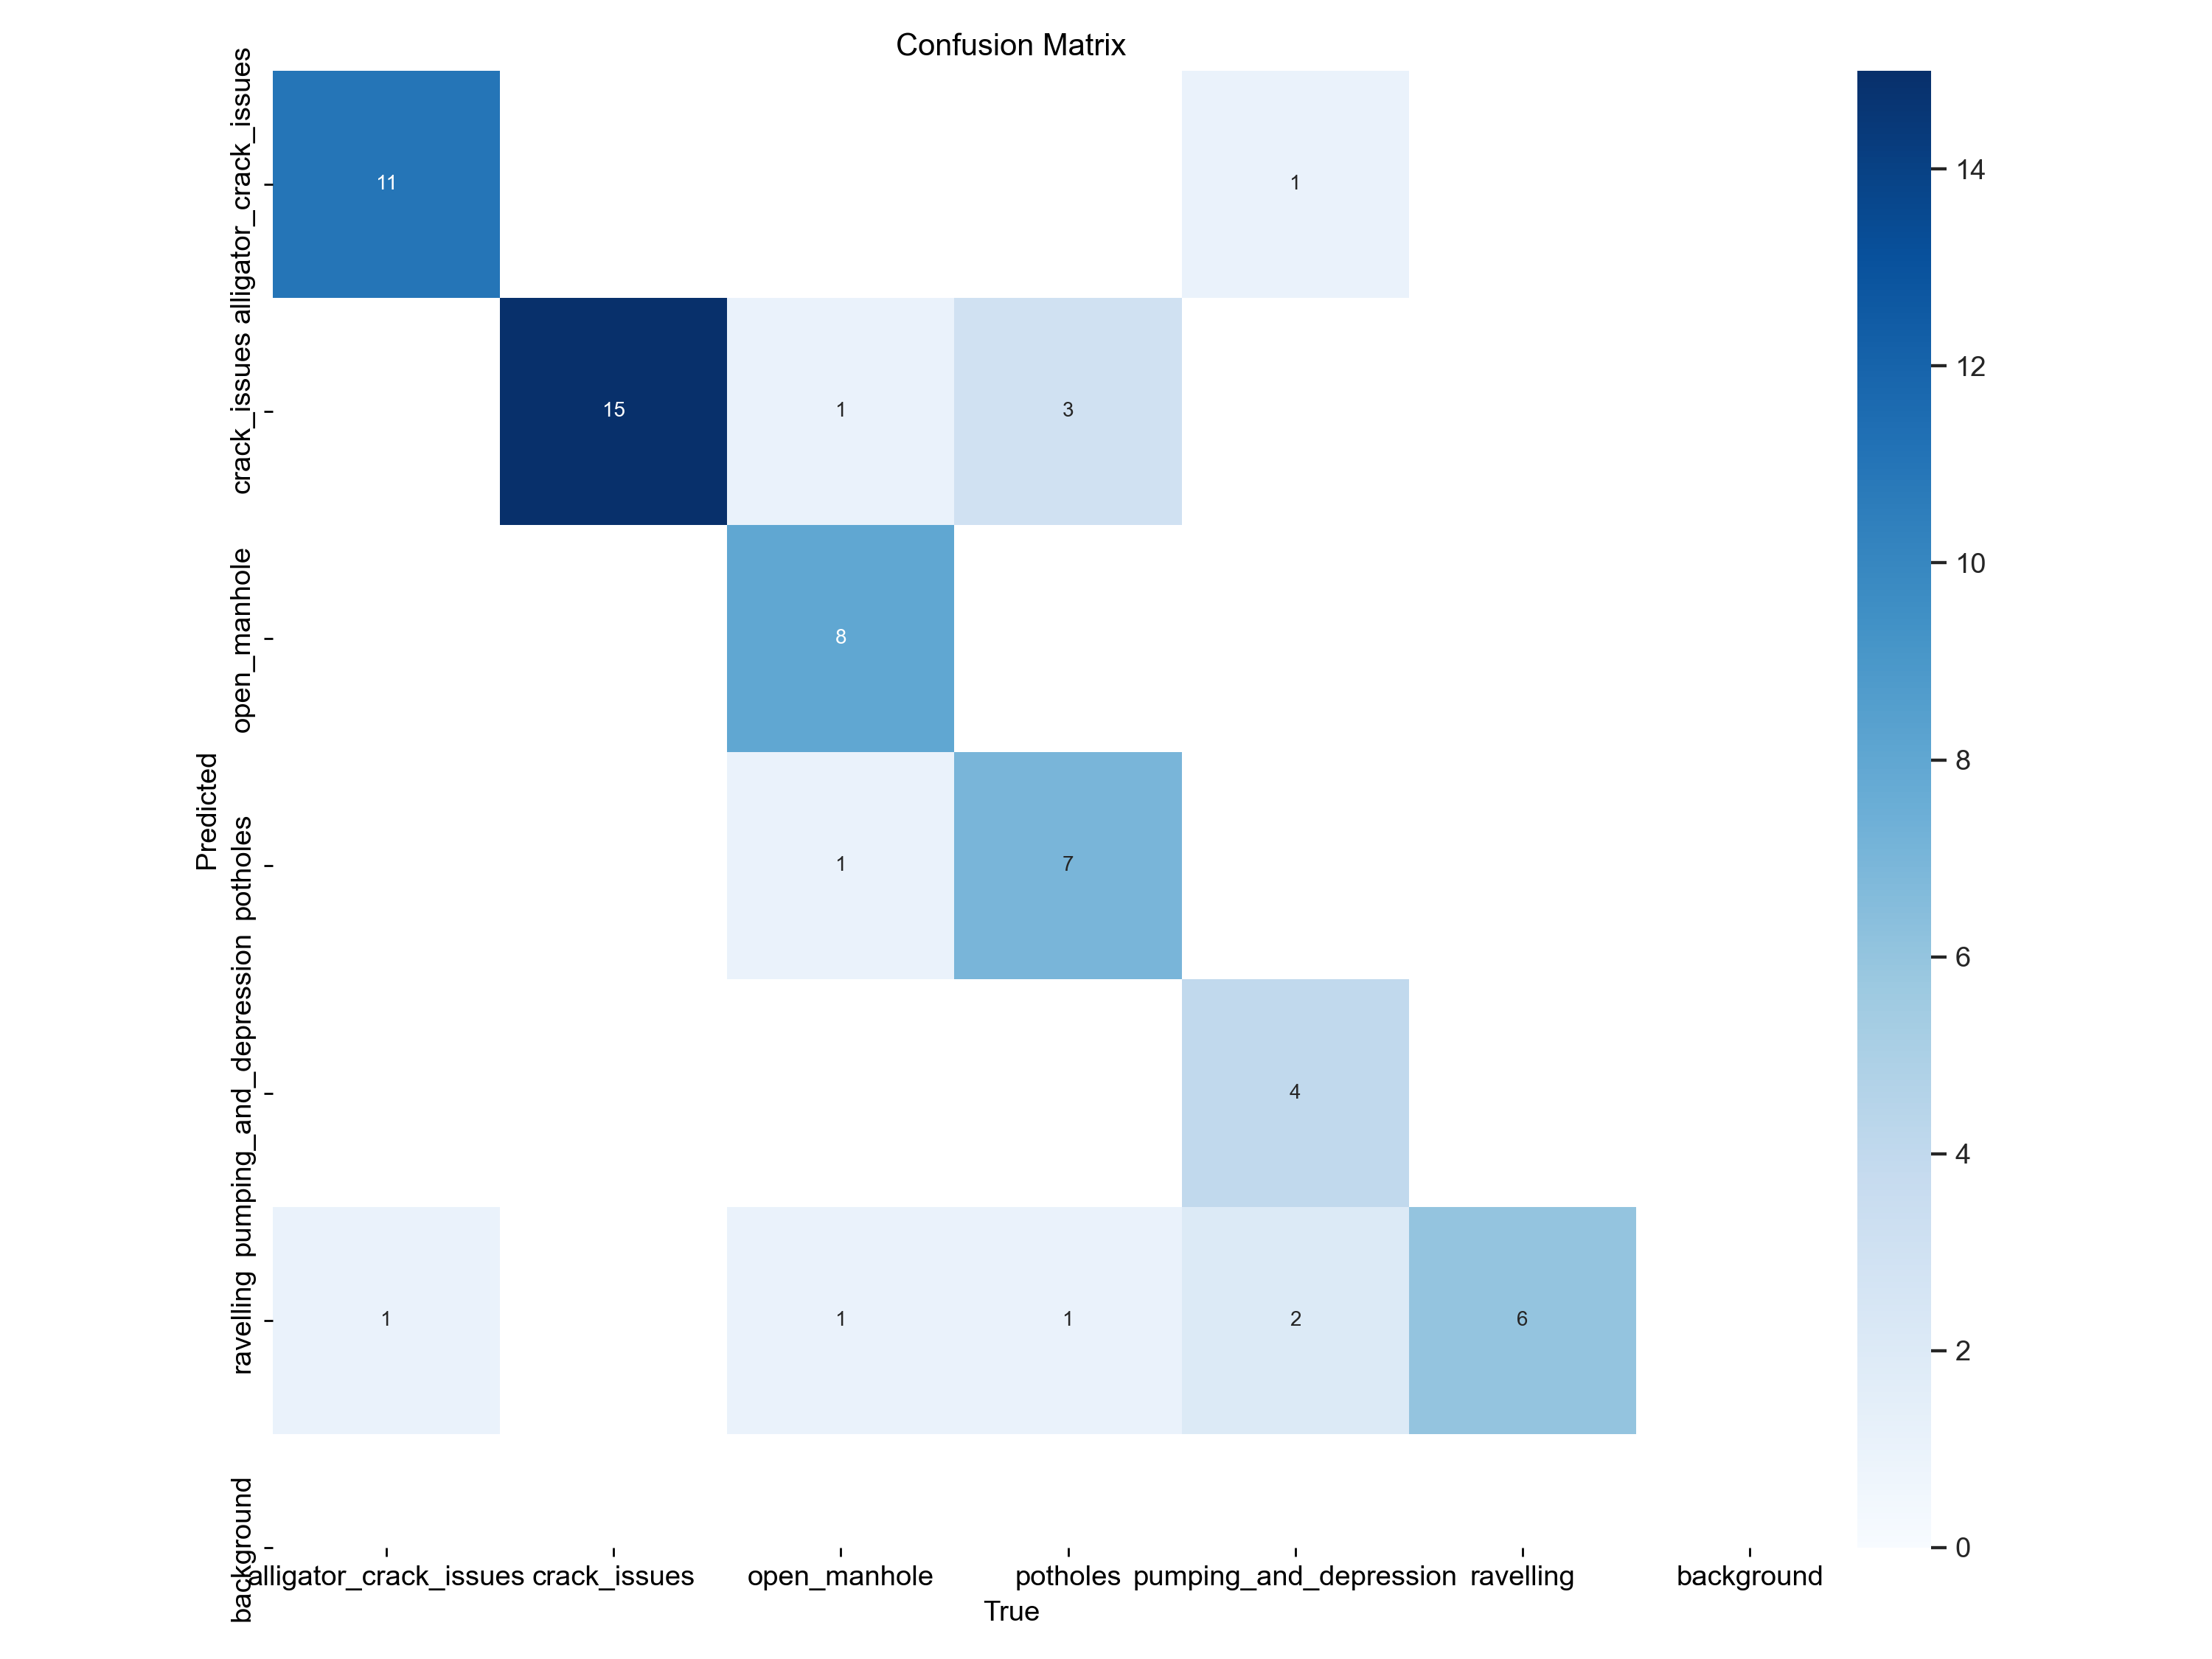 Confusion Matrix
alligator_crack_issues
11
1
crack_issues
15
1
3
open_manhole
8
potholes
1
7
pumping_and_depression
4
ravelling
1
1
1
2
6
background
Predicted
alligator_crack_issues crack_issues open_manhole potholes pumping_and_depression ravelling background
True
14
12
10
8
6
4
2
0